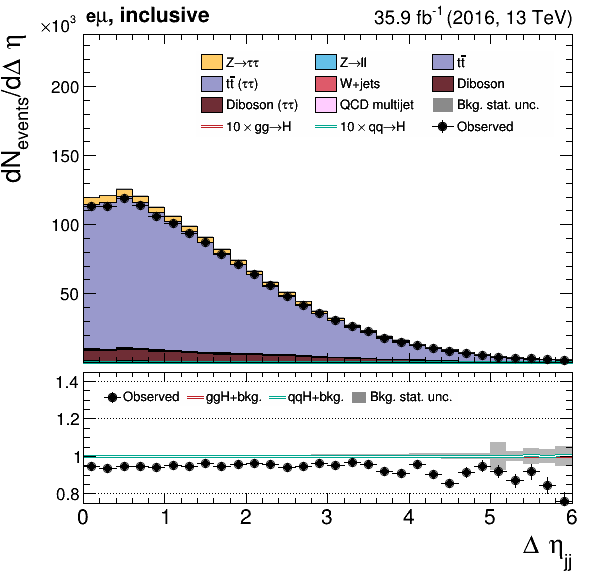 ×10³ eμ, inclusive 35.9 fb⁻¹ (2016, 13 TeV)
dN_events/dΔ η
200
150
100
50
Z→ττ Z→ll tt̄
tt̄ (ττ) W+jets Diboson
Diboson (ττ) QCD multijet Bkg. stat. unc.
10 × gg→H 10 × qq→H Observed
1.4
1.2
1
0.8
Observed ggH+bkg. qqH+bkg. Bkg. stat. unc.
0 1 2 3 4 5 6
Δ η_jj